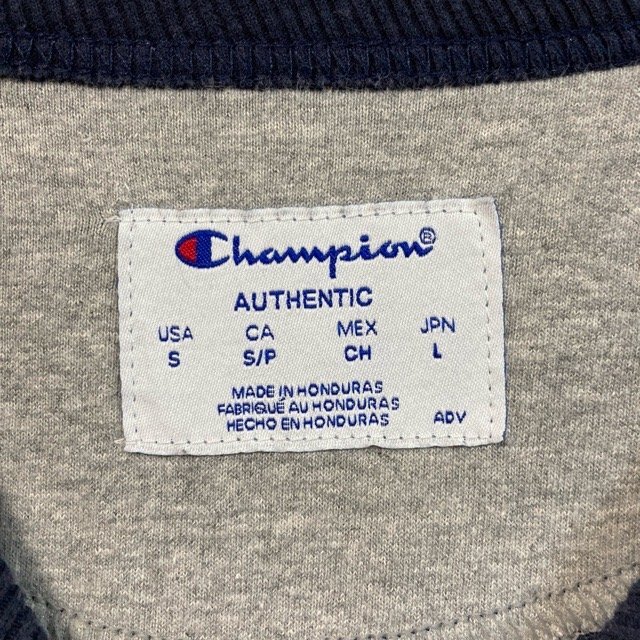 Champion®
AUTHENTIC
USA CA MEX JPN
S S/P CH L
MADE IN HONDURAS
FABRIQUÉ AU HONDURAS
HECHO EN HONDURAS ADV